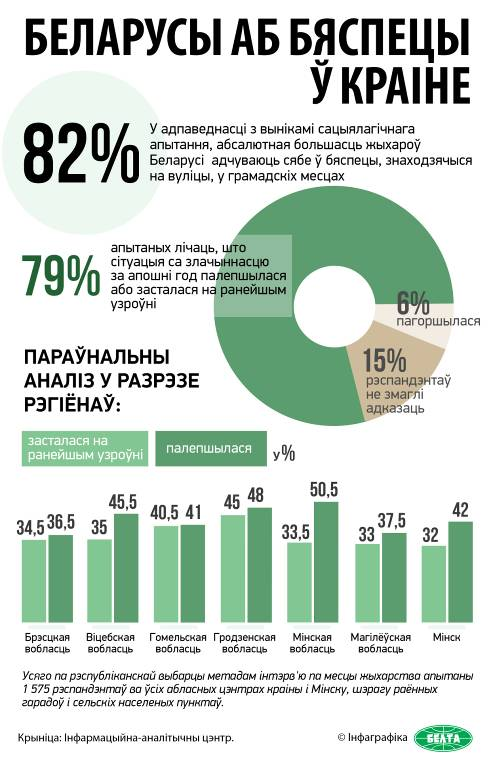 БЕЛАРУСЫ АБ БЯСПЕЦЫ
Ў КРАІНЕ
82%
У адпаведнасці з вынікамі сацыялагічнага
апытання, абсалютная большасць жыхароў
Беларусі адчуваюць сябе ў бяспецы, знаходзячыся
на вуліцы, у грамадскіх месцах
79%
апытаных лічаць, што
сітуацыя са злачыннасцю
за апошні год палепшылася
або засталася на ранейшым
узроўні
6%
пагоршылася
15%
рэспандэнтаў
не змаглі
адказаць
ПАРАЎНАЛЬНЫ
АНАЛІЗ У РАЗРЭЗЕ
РЭГІЁНАЎ:
засталася на
ранейшым узроўні
палепшылася
у%
34,5 36,5
35 45,5
40,5 41
45 48
33,5 50,5
33 37,5
32 42
Брэсцкая
вобласць
Віцебская
вобласць
Гомельская
вобласць
Гродзенская
вобласць
Мінская
вобласць
Магілёўская
вобласць
Мінск
Усяго па рэспубліканскай выбарцы метадам інтэрв'ю па месцы жыхарства апытаны
1 575 рэспандэнтаў ва ўсіх абласных цэнтрах краіны і Мінску, шэрагу раённых
гарадоў і сельскіх населеных пунктаў.
Крыніца: Інфармацыйна-аналітычны цэнтр.
© Інфаграфіка
БЕЛТА